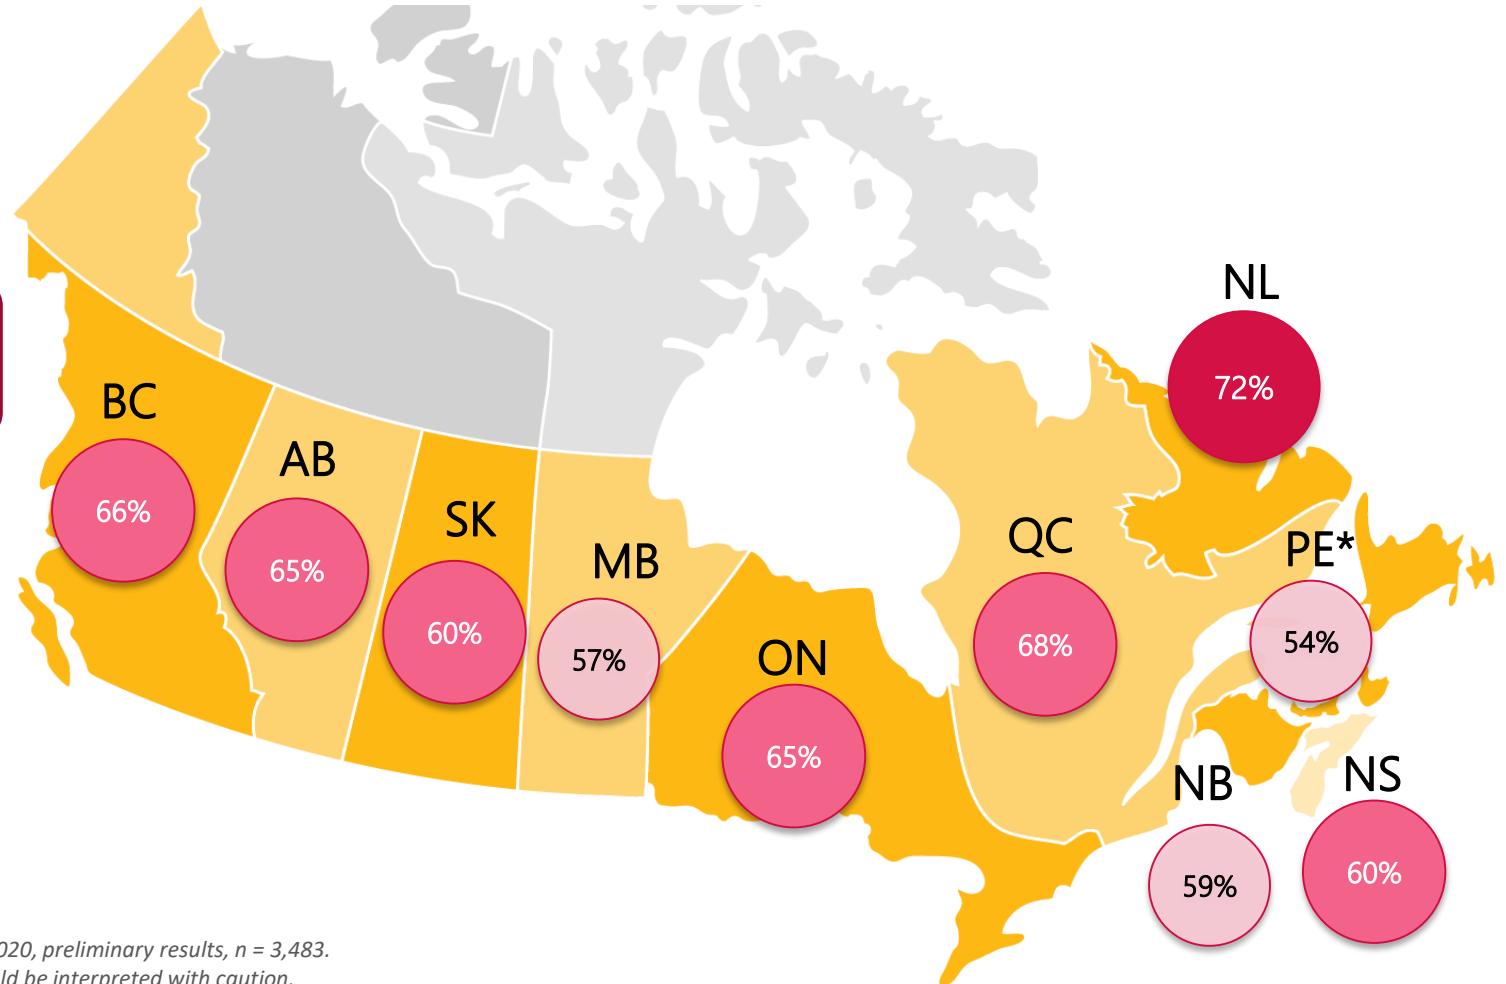 NL
72%
BC
66%
AB
65%
SK
60%
MB
57%
QC
68%
PE*
54%
ON
65%
NB
59%
NS
60%
020, preliminary results, n = 3,483.
ld be interpreted with caution.